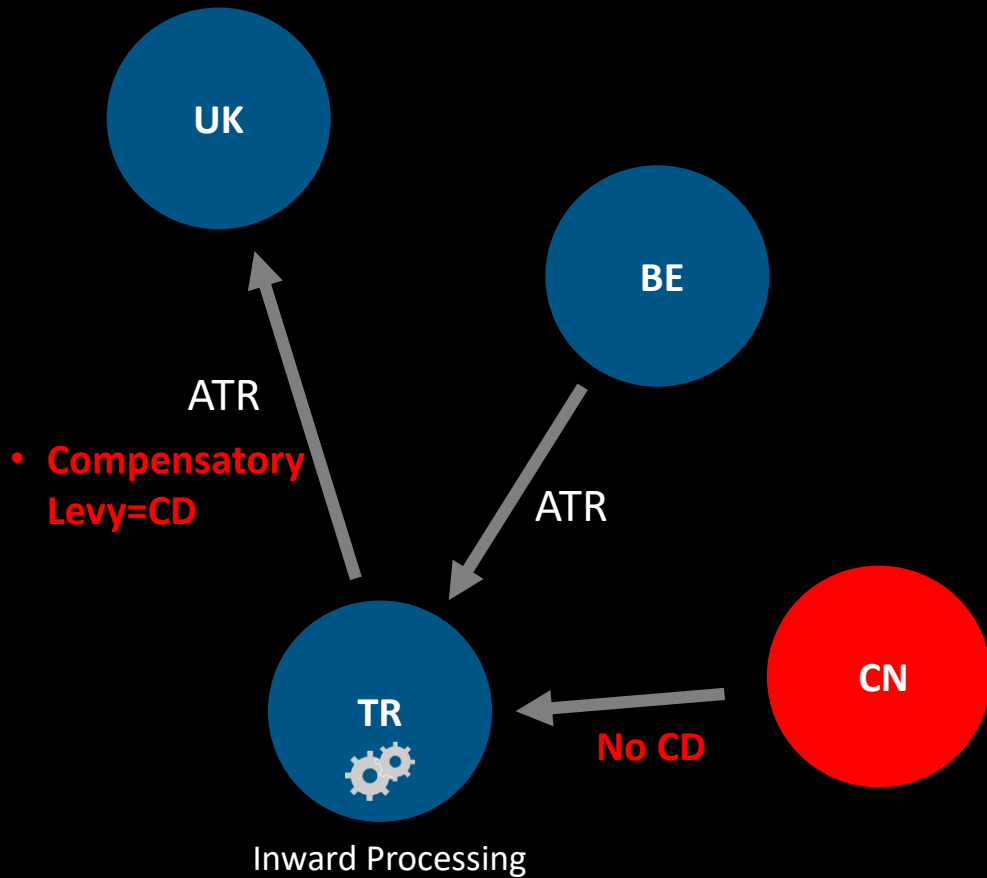 UK
BE
ATR
• Compensatory
Levy=CD
ATR
CN
TR
No CD
Inward Processing